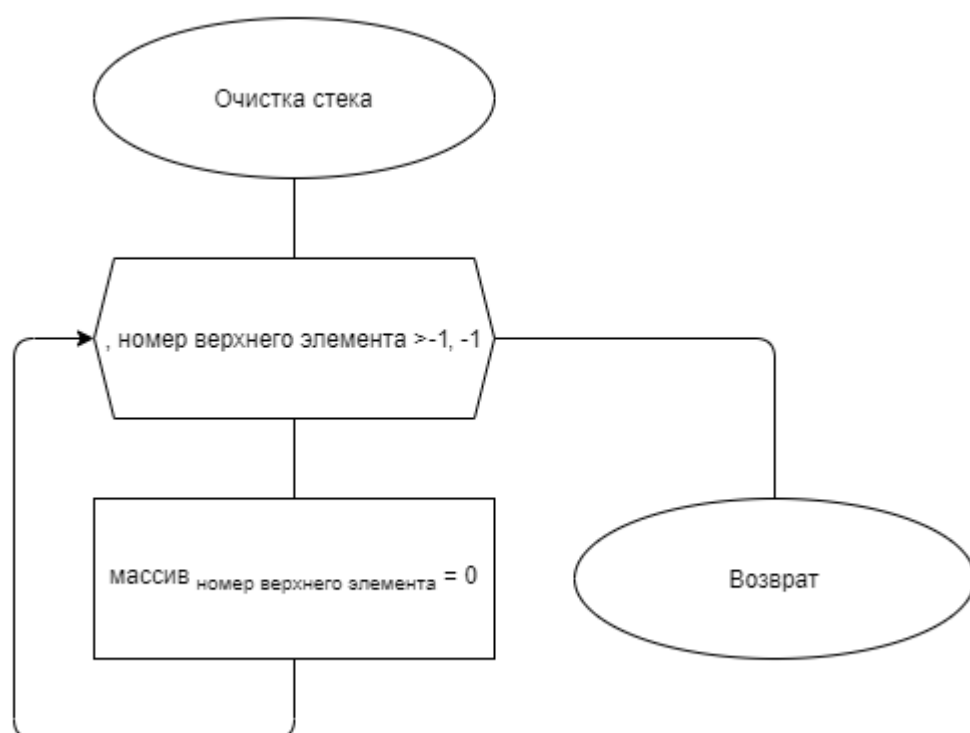 Очистка стека
, номер верхнего элемента >-1, -1
массив номер верхнего элемента = 0
Возврат